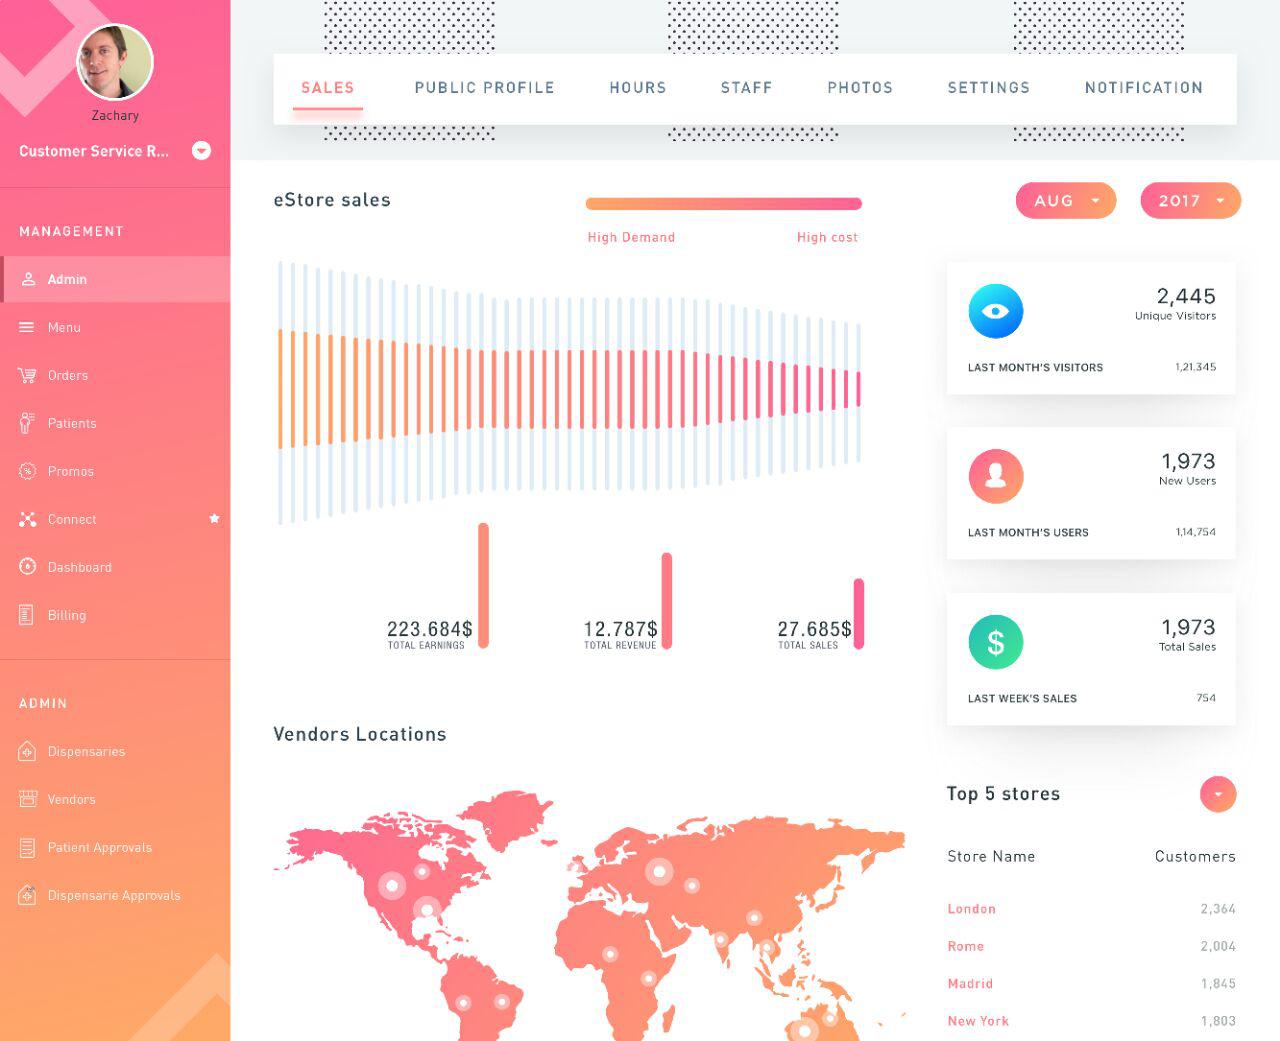 Zachary
Customer Service R...
MANAGEMENT
Admin
Menu
Orders
Patients
Promos
Connect
Dashboard
Billing
ADMIN
Dispensaries
Vendors
Patient Approvals
Dispensarie Approvals
SALES PUBLIC PROFILE HOURS STAFF PHOTOS SETTINGS NOTIFICATION
eStore sales
High Demand High cost
AUG 2017
223.684$
TOTAL EARNINGS
12.787$
TOTAL REVENUE
27.685$
TOTAL SALES
2,445
Unique Visitors
LAST MONTH'S VISITORS 1,21,345
1,973
New Users
LAST MONTH'S USERS 1,14,754
$
1,973
Total Sales
LAST WEEK'S SALES 754
Vendors Locations
Top 5 stores
Store Name Customers
London 2,364
Rome 2,004
Madrid 1,845
New York 1,803